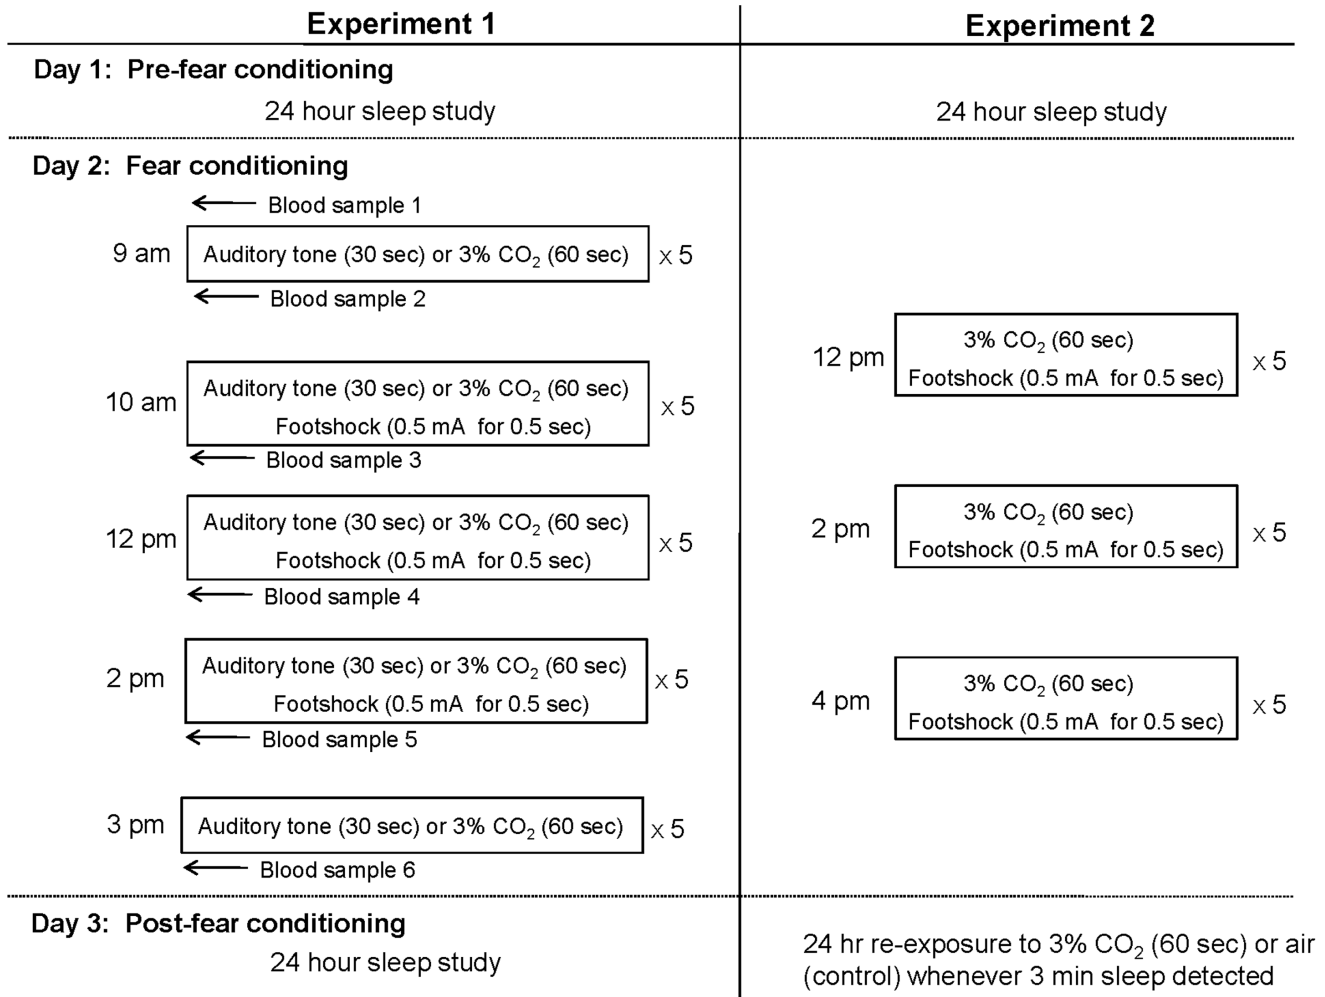 Experiment 1
Experiment 2
Day 1: Pre-fear conditioning
24 hour sleep study
24 hour sleep study
Day 2: Fear conditioning
Blood sample 1
9 am
Auditory tone (30 sec) or 3% CO₂ (60 sec)
x 5
Blood sample 2
10 am
Auditory tone (30 sec) or 3% CO₂ (60 sec)
Footshock (0.5 mA for 0.5 sec)
x 5
Blood sample 3
12 pm
Auditory tone (30 sec) or 3% CO₂ (60 sec)
Footshock (0.5 mA for 0.5 sec)
x 5
Blood sample 4
2 pm
Auditory tone (30 sec) or 3% CO₂ (60 sec)
Footshock (0.5 mA for 0.5 sec)
x 5
Blood sample 5
3 pm
Auditory tone (30 sec) or 3% CO₂ (60 sec)
x 5
Blood sample 6
12 pm
3% CO₂ (60 sec)
Footshock (0.5 mA for 0.5 sec)
x 5
2 pm
3% CO₂ (60 sec)
Footshock (0.5 mA for 0.5 sec)
x 5
4 pm
3% CO₂ (60 sec)
Footshock (0.5 mA for 0.5 sec)
x 5
Day 3: Post-fear conditioning
24 hour sleep study
24 hr re-exposure to 3% CO₂ (60 sec) or air
(control) whenever 3 min sleep detected